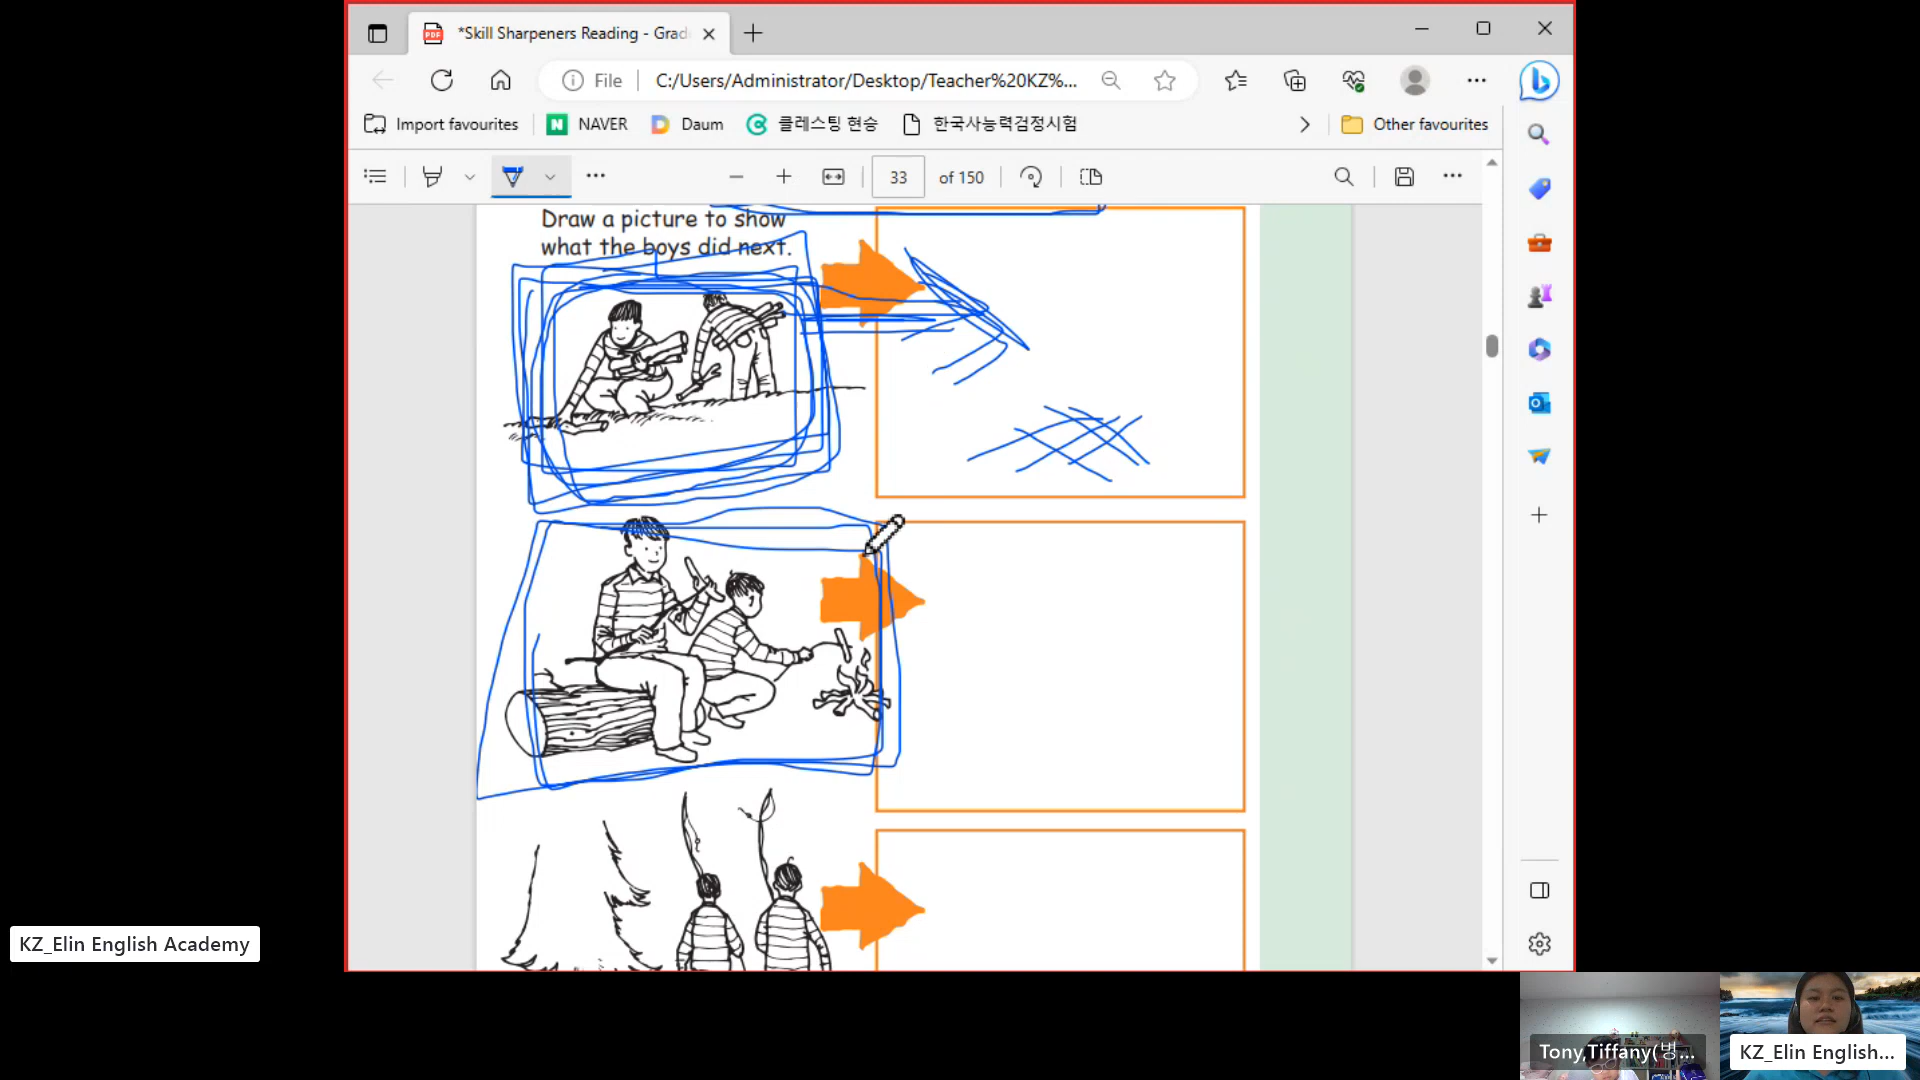 *Skill Sharpeners Reading - Grad
File
C:/Users/Administrator/Desktop/Teacher%20KZ%...
Import favourites
NAVER
Daum
클레스팅 현승
한국사능력검정시험
Other favourites
33
of 150
Draw a picture to show
what the boys did next.
KZ_Elin English Academy
Tony,Tiffany(병...
KZ_Elin English...